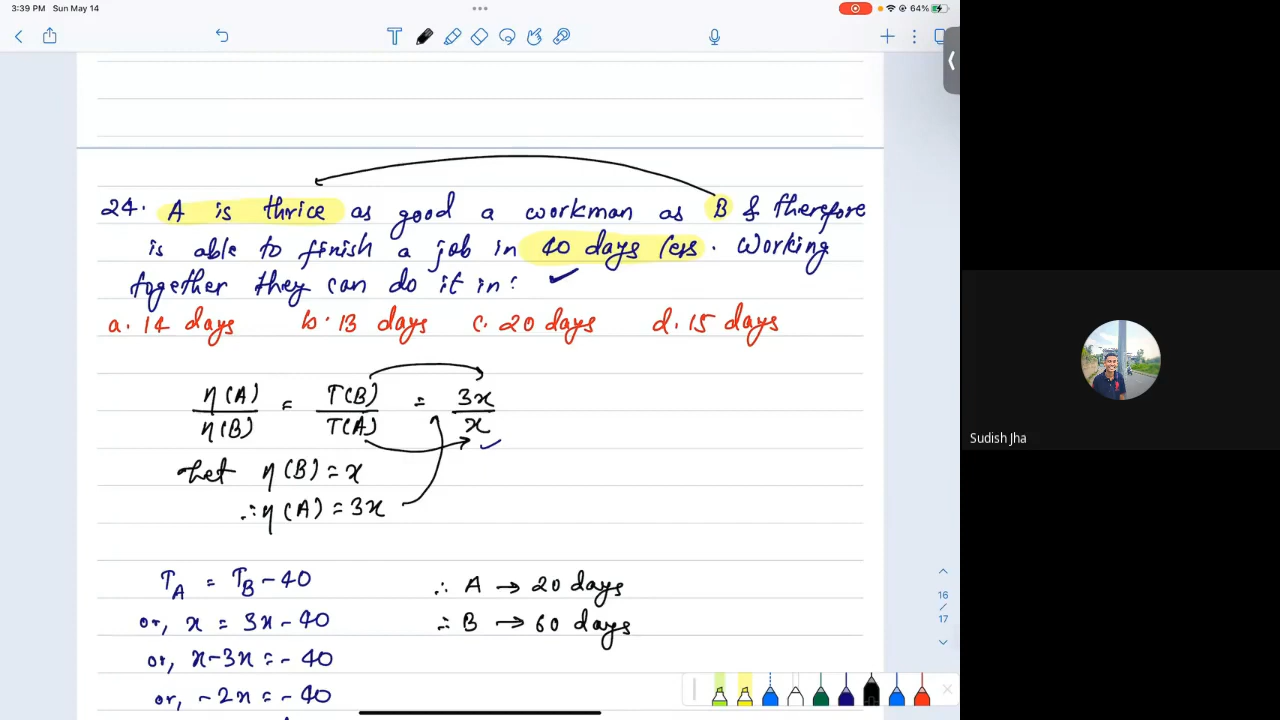 3:39 PM Sun May 14
64%
24. A is thrice as good a workman as B & therefore
is able to finish a job in 40 days less. Working
together they can do it in: ✓
a. 14 days b. 13 days c. 20 days d. 15 days
η(A)/η(B) = T(B)/T(A) = 3x/x
Let η(B) = x
∴ η(A) = 3x
T_A = T_B - 40
or, x = 3x - 40
or, x - 3x = - 40
or, - 2x = - 40
∴ A → 20 days
∴ B → 60 days
16
/
17
Sudish Jha